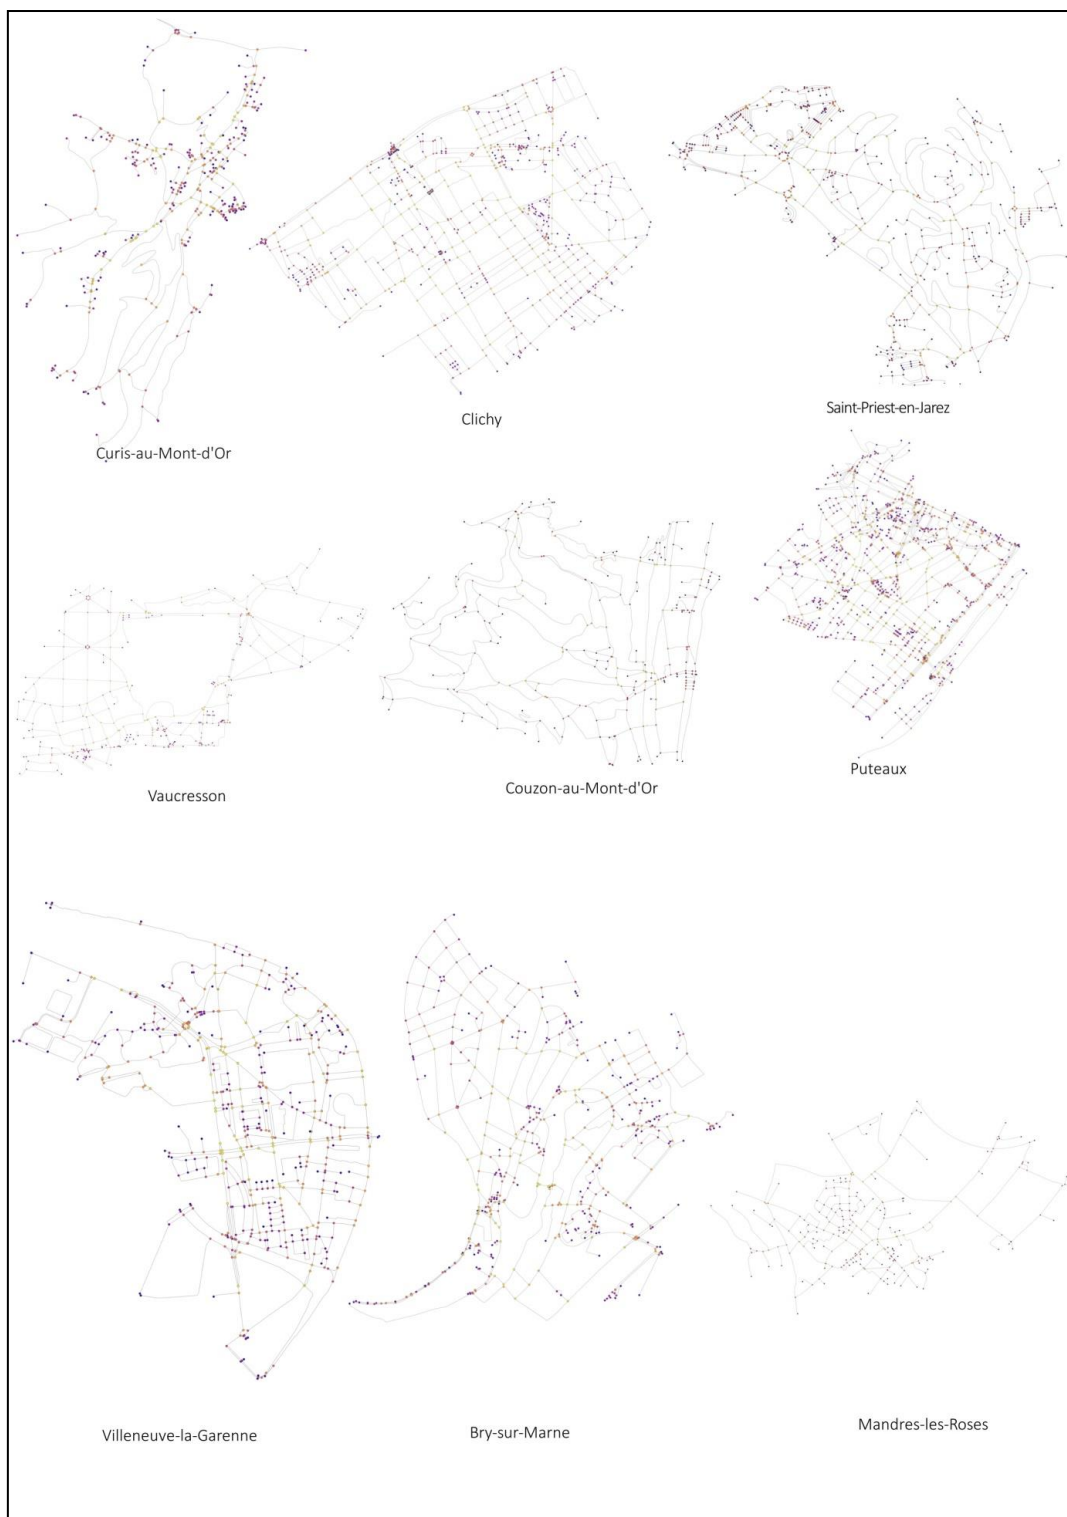 Curis-au-Mont-d'Or
Clichy
Saint-Priest-en-Jarez
Vaucresson
Couzon-au-Mont-d'Or
Puteaux
Villeneuve-la-Garenne
Bry-sur-Marne
Mandres-les-Roses